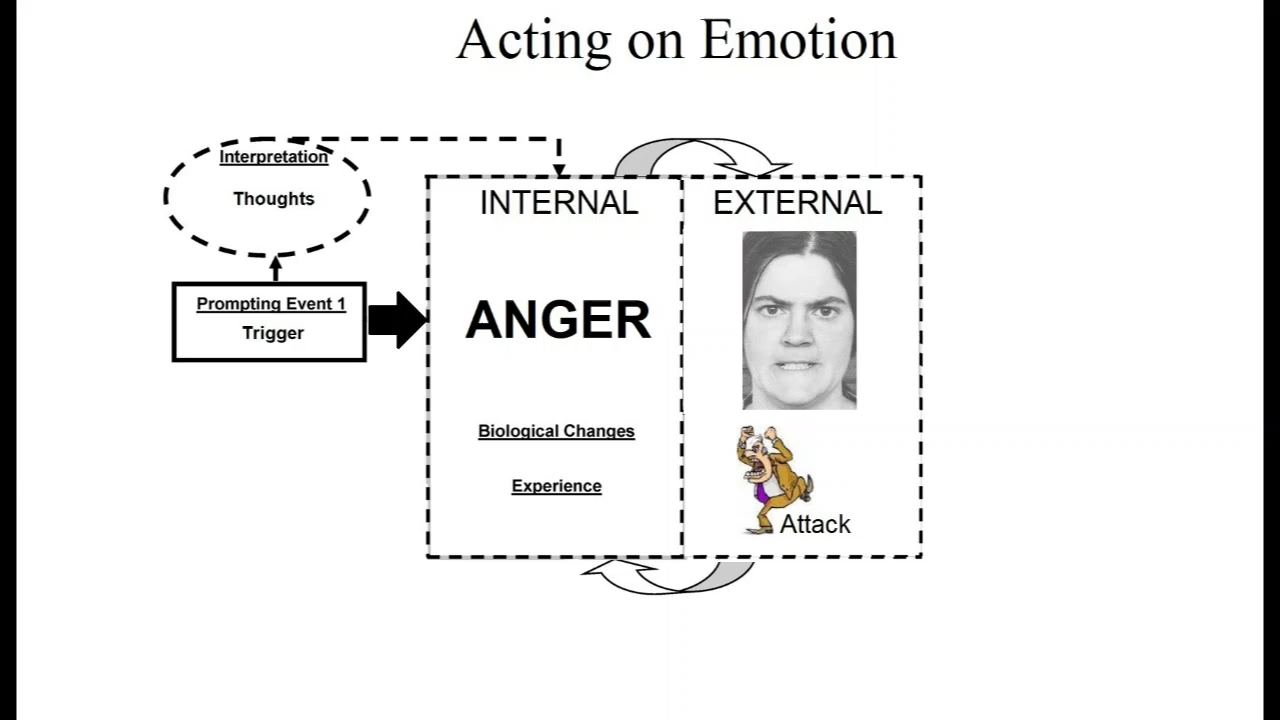 Acting on Emotion
Interpretation
Thoughts
Prompting Event 1
Trigger
INTERNAL
ANGER
Biological Changes
Experience
EXTERNAL
Attack